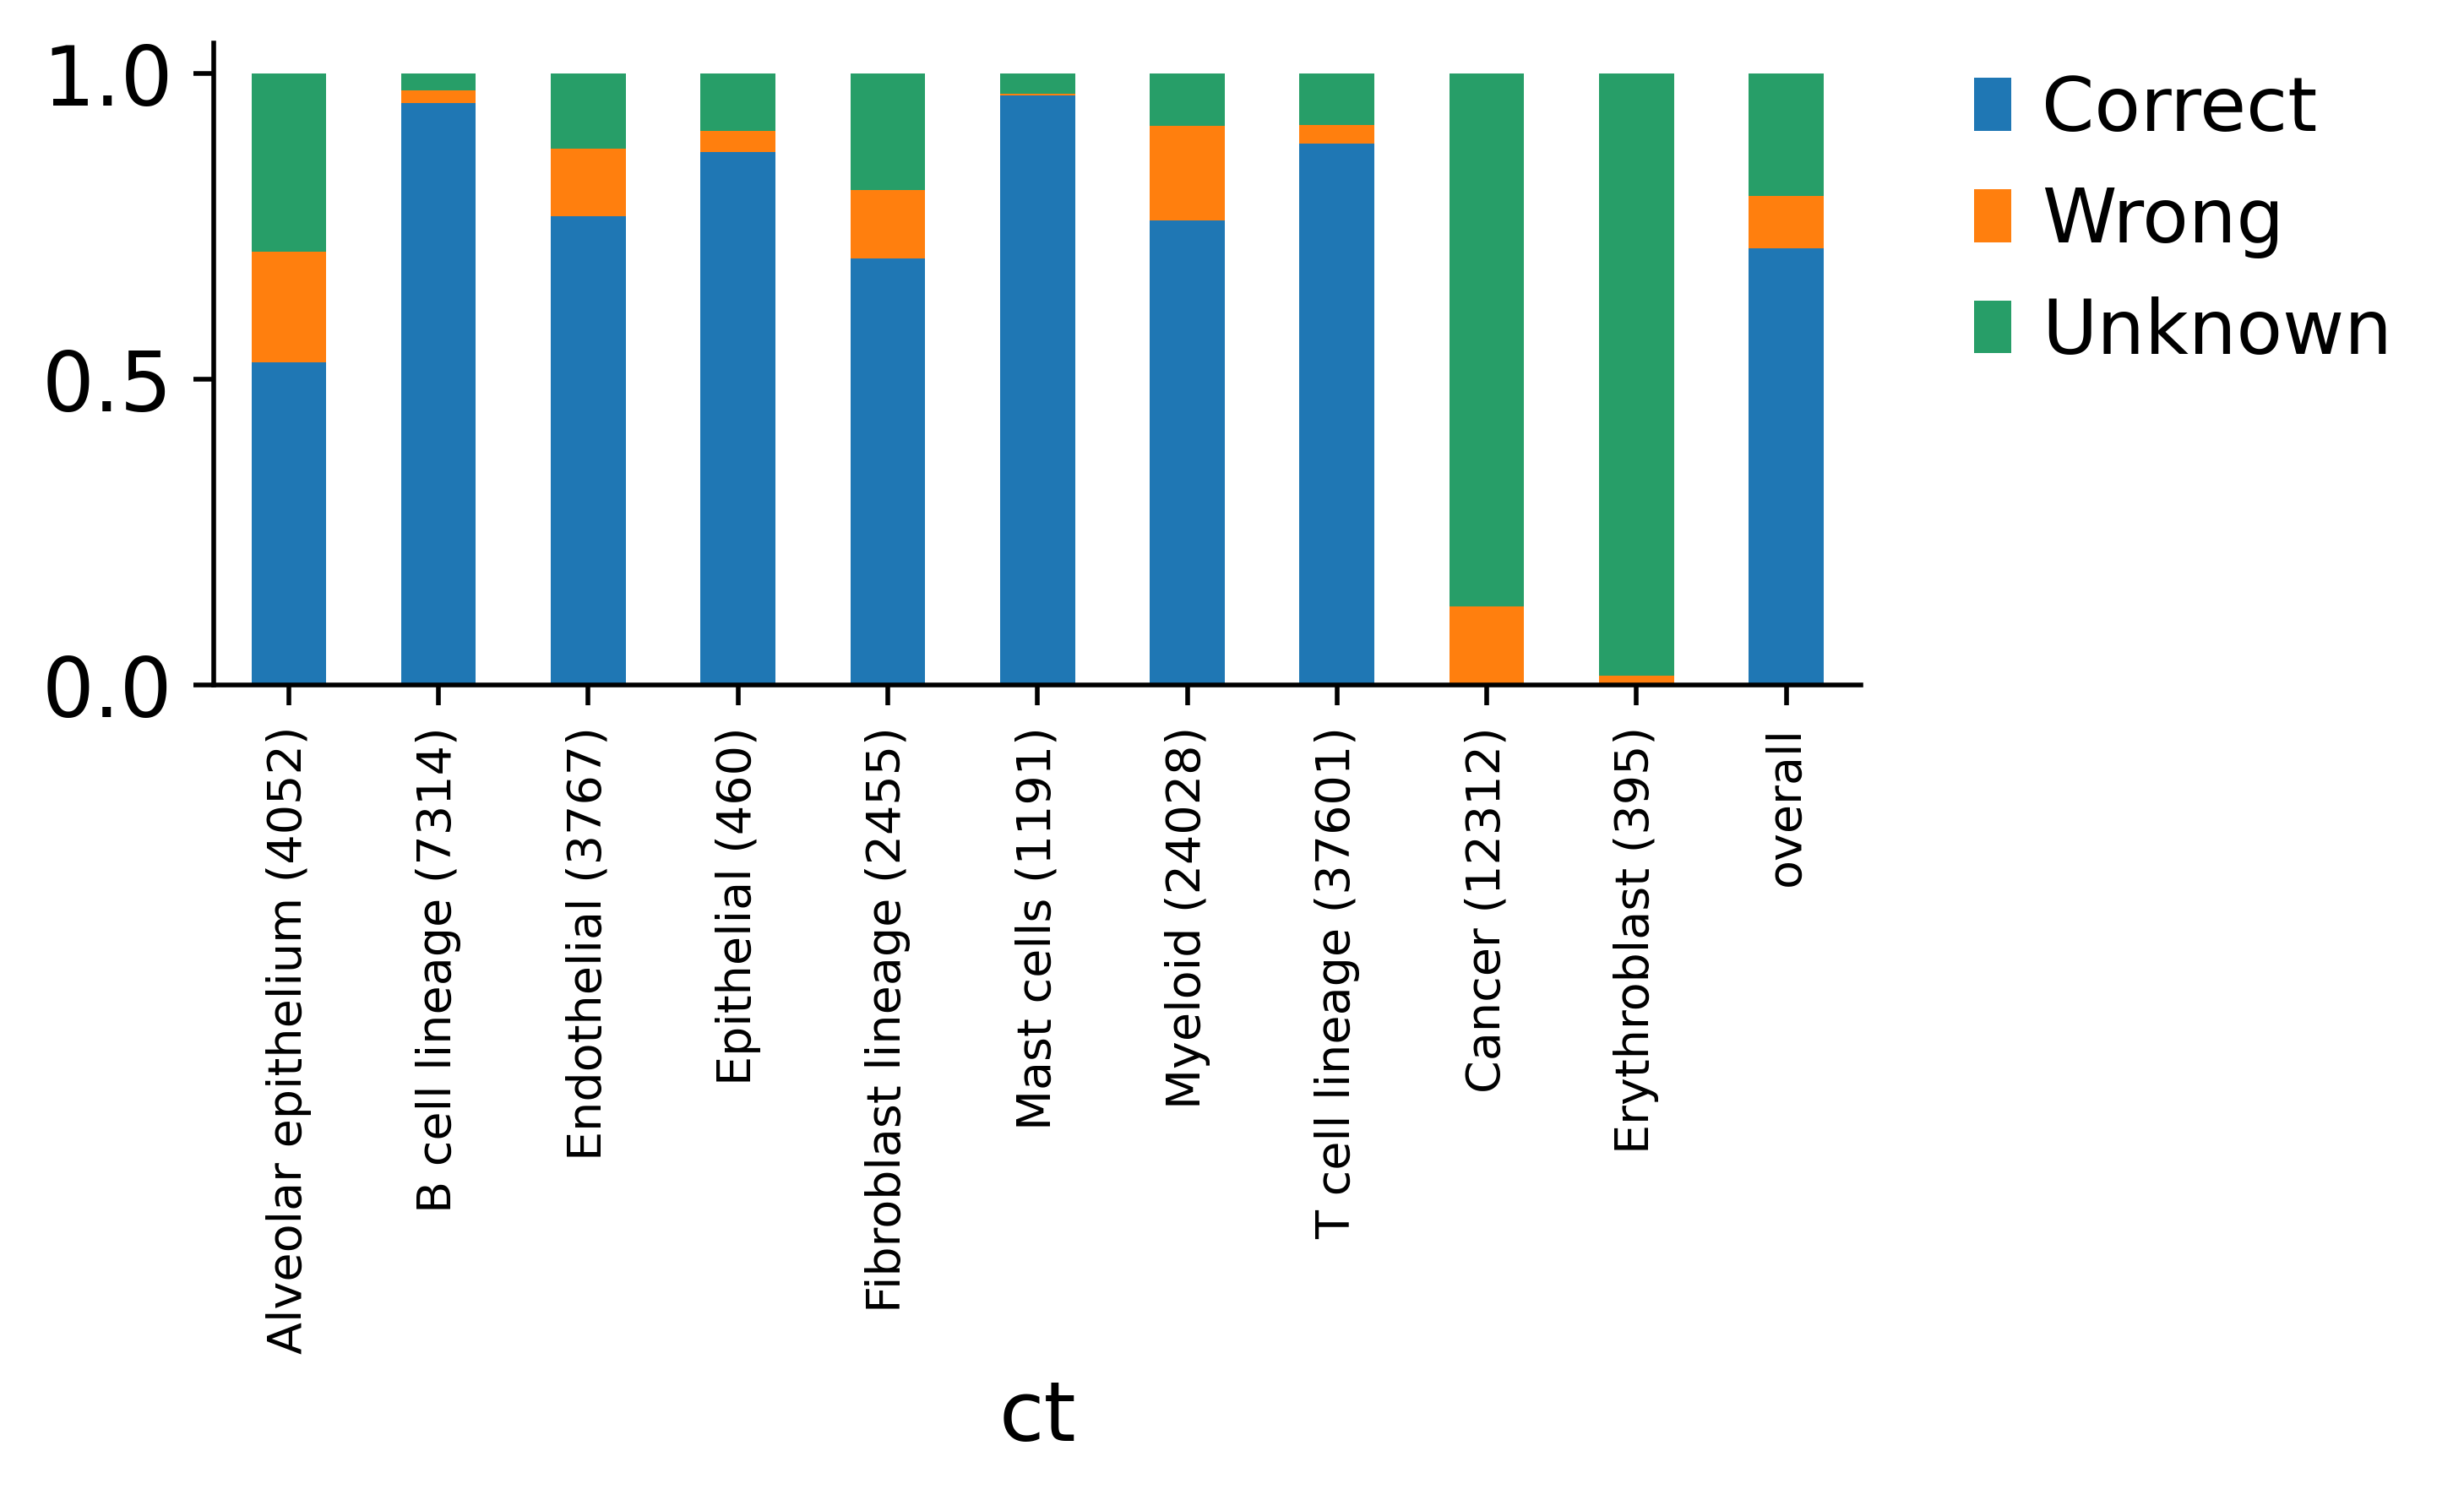 1.0
0.5
0.0
Correct
Wrong
Unknown
Alveolar epithelium (4052)
B cell lineage (7314)
Endothelial (3767)
Epithelial (460)
Fibroblast lineage (2455)
Mast cells (1191)
Myeloid (24028)
T cell lineage (37601)
Cancer (12312)
Erythroblast (395)
overall
ct